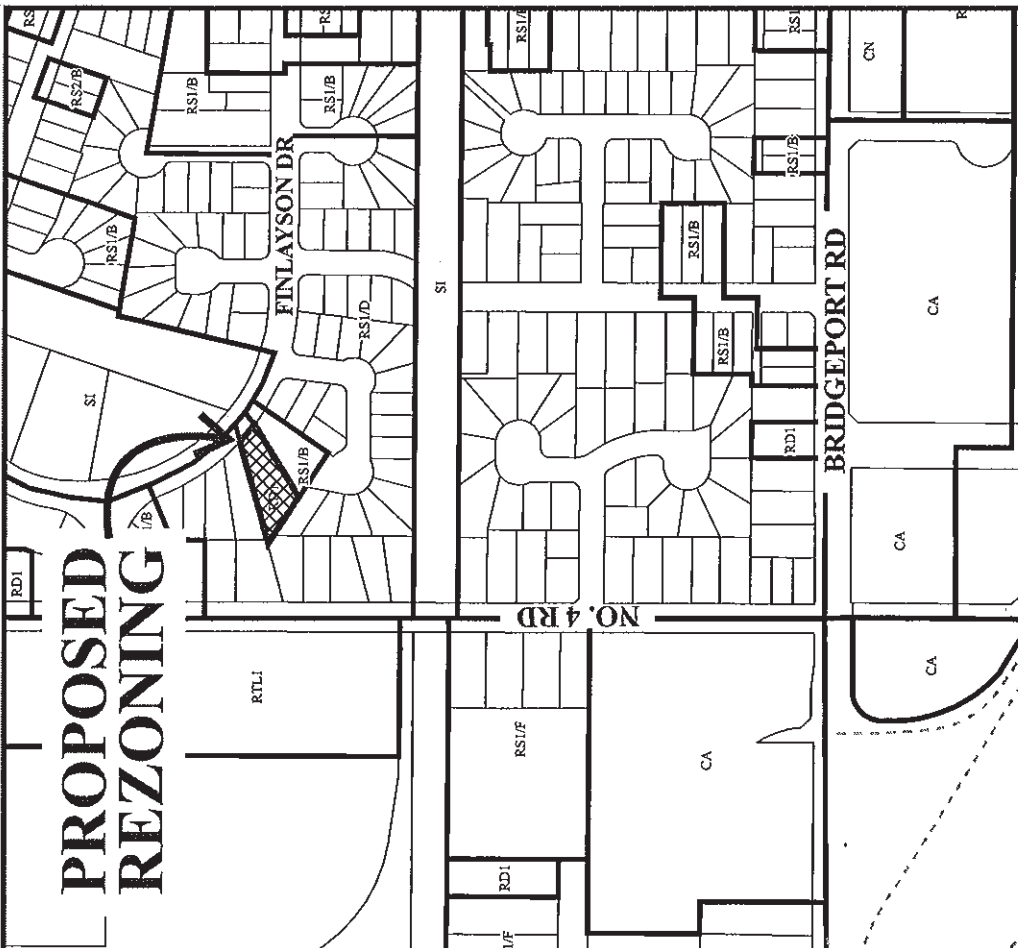 PROPOSED
REZONING
FINLAYSON DR
BRIDGEPORT RD
NO. 4 RD
RS2/B
RS1/B
RS1/B
RS1/B
RS1/B
RS1/D
SI
SI
RD1
RTL1
RS1/F
RD1
CA
CA
CA
CA
CN
RD1
RS1/B
RS1/B
RS1/B